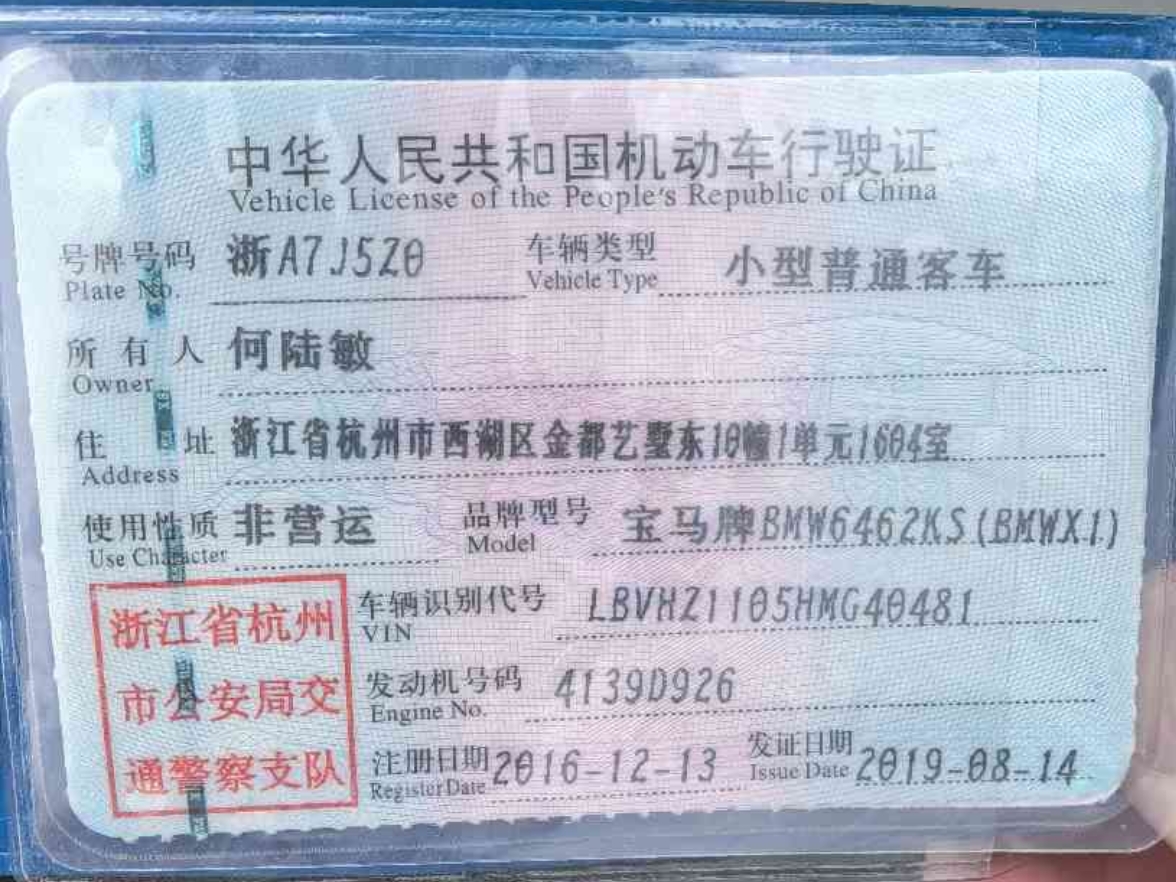 中华人民共和国机动车行驶证
Vehicle License of the People's Republic of China
号牌号码 浙A7J5Z0 车辆类型 小型普通客车
Plate No. Vehicle Type
所有人 何陆敏
Owner
住址 浙江省杭州市西湖区金都艺墅东10幢1单元1604室
Address
使用性质 非营运 品牌型号 宝马牌BMW6462KS(BMWX1)
Use Character Model
浙江省杭州
市公安局交
通警察支队
车辆识别代号 LBVHZ1105HMG40481
VIN
发动机号码 4139D926
Engine No.
注册日期 2016-12-13 发证日期 2019-08-14
Register Date Issue Date